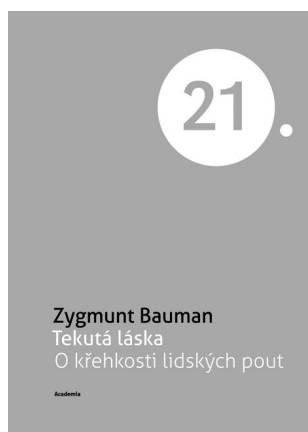 21.
Zygmunt Bauman
Tekutá láska
O křehkosti lidských pout
Academia